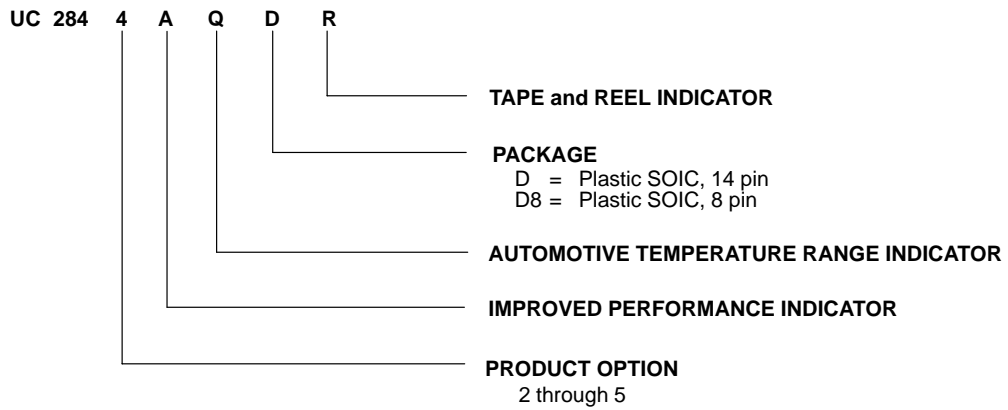 UC 284 4 A Q D R
TAPE and REEL INDICATOR
PACKAGE
D = Plastic SOIC, 14 pin
D8 = Plastic SOIC, 8 pin
AUTOMOTIVE TEMPERATURE RANGE INDICATOR
IMPROVED PERFORMANCE INDICATOR
PRODUCT OPTION
2 through 5